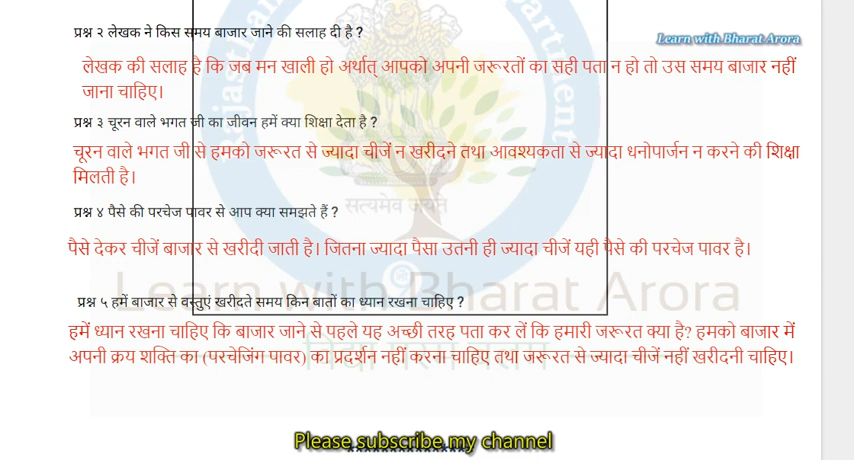 प्रश्न २ लेखक ने किस समय बाजार जाने की सलाह दी है ?
Learn with Bharat Arora
लेखक की सलाह है कि जब मन खाली हो अर्थात् आपको अपनी जरूरतों का सही पता न हो तो उस समय बाजार नहीं
जाना चाहिए।
प्रश्न ३ चूरन वाले भगत जी का जीवन हमें क्या शिक्षा देता है ?
चूरन वाले भगत जी से हमको जरूरत से ज्यादा चीजें न खरीदने तथा आवश्यकता से ज्यादा धनोपार्जन न करने की शिक्षा
मिलती है।
सत्यमेव जयते
प्रश्न ४ पैसे की परचेज पावर से आप क्या समझते हैं ?
पैसे देकर चीजें बाजार से खरीदी जाती है। जितना ज्यादा पैसा उतनी ही ज्यादा चीजें यही पैसे की परचेज पावर है।
Learn with Bharat Arora
प्रश्न ५ हमें बाजार से वस्तुएं खरीदते समय किन बातों का ध्यान रखना चाहिए ?
हमें ध्यान रखना चाहिए कि बाजार जाने से पहले यह अच्छी तरह पता कर लें कि हमारी जरूरत क्या है? हमको बाजार में
अपनी क्रय शक्ति का (परचेजिंग पावर) का प्रदर्शन नहीं करना चाहिए तथा जरूरत से ज्यादा चीजें नहीं खरीदनी चाहिए।
Please subscribe my channel